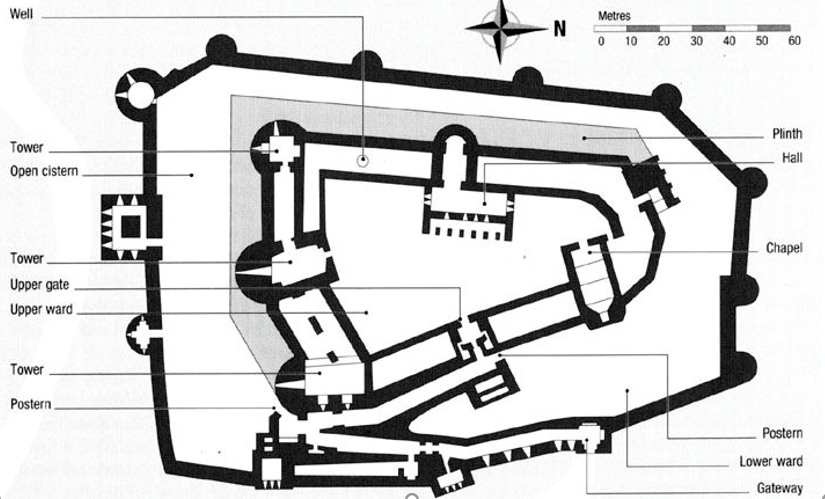 Well
N
Metres
0 10 20 30 40 50 60
Tower
Open cistern
Tower
Upper gate
Upper ward
Tower
Postern
Plinth
Hall
Chapel
Postern
Lower ward
Gateway